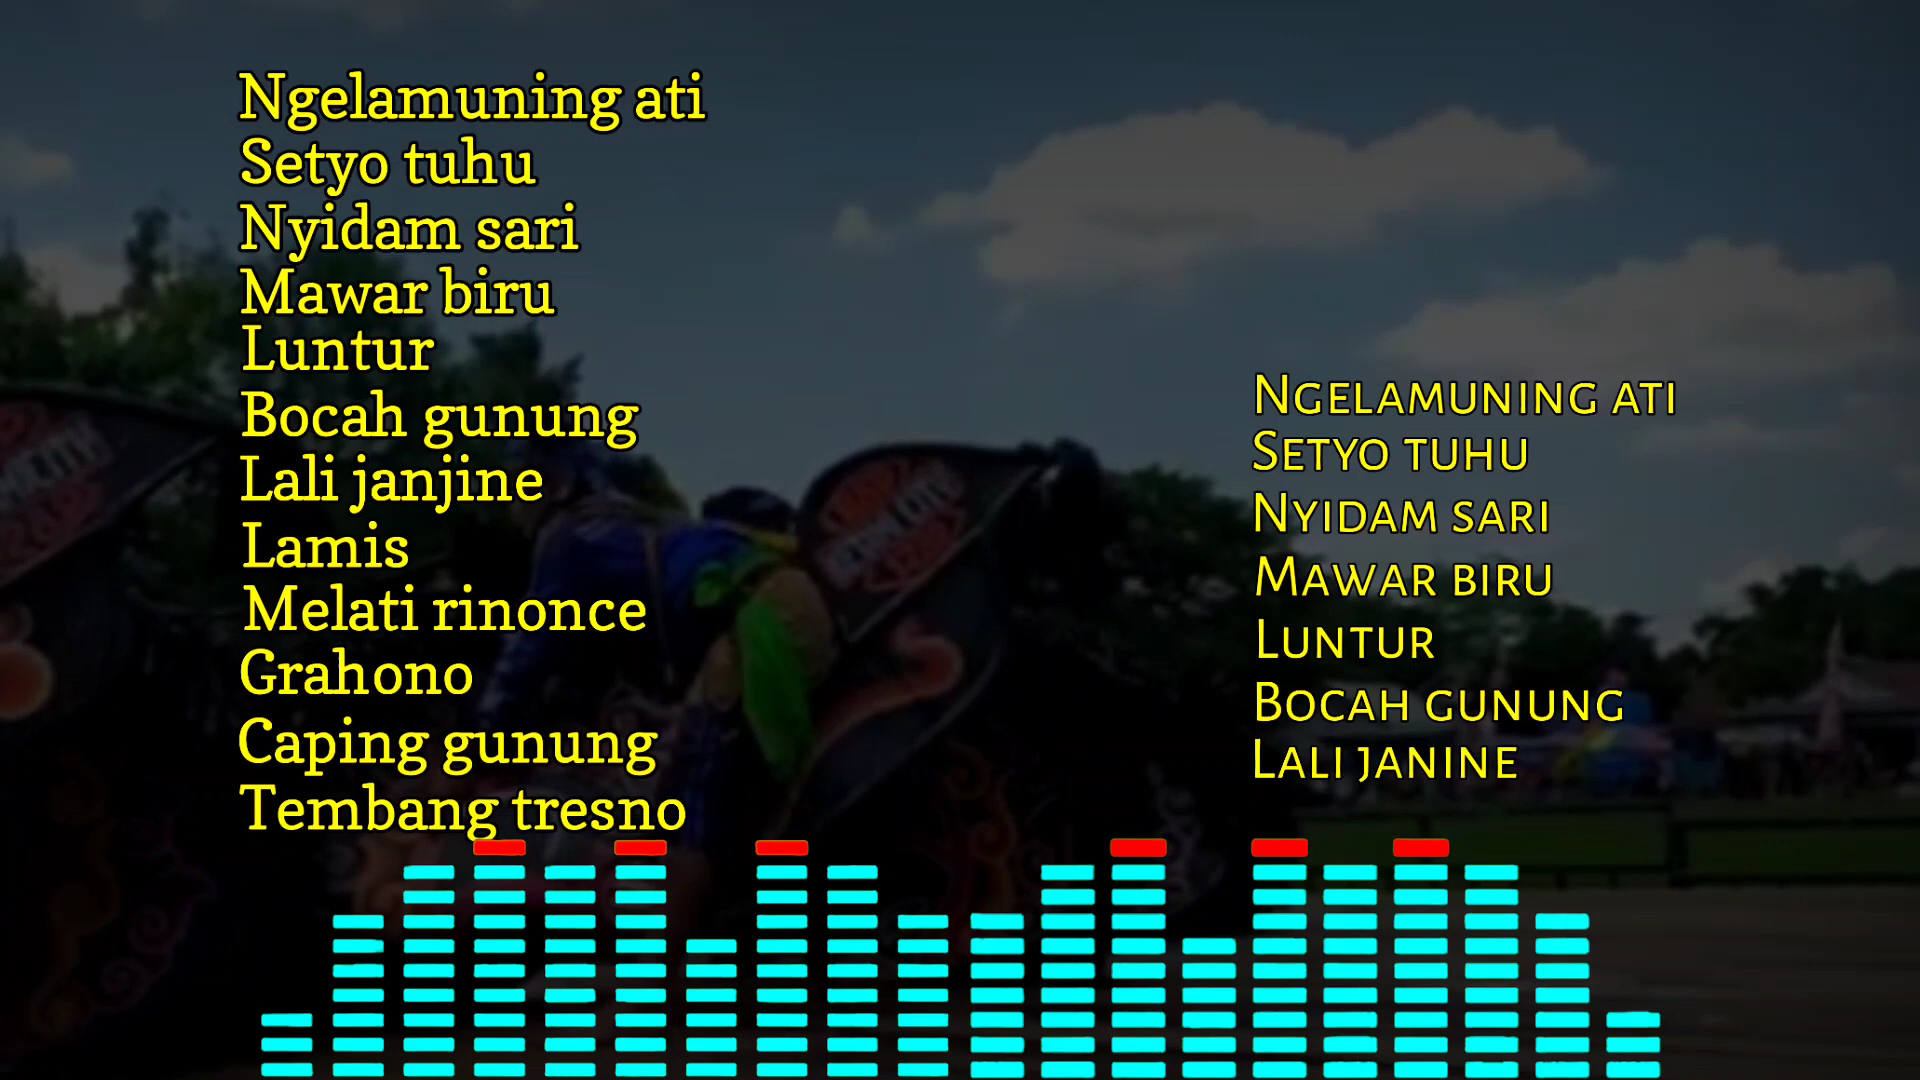 Ngelamuning ati
Setyo tuhu
Nyidam sari
Mawar biru
Luntur
Bocah gunung
Lali janjine
Lamis
Melati rinonce
Grahono
Caping gunung
Tembang tresno
Ngelamuning ati
Setyo tuhu
Nyidam sari
Mawar biru
Luntur
Bocah gunung
Lali janine